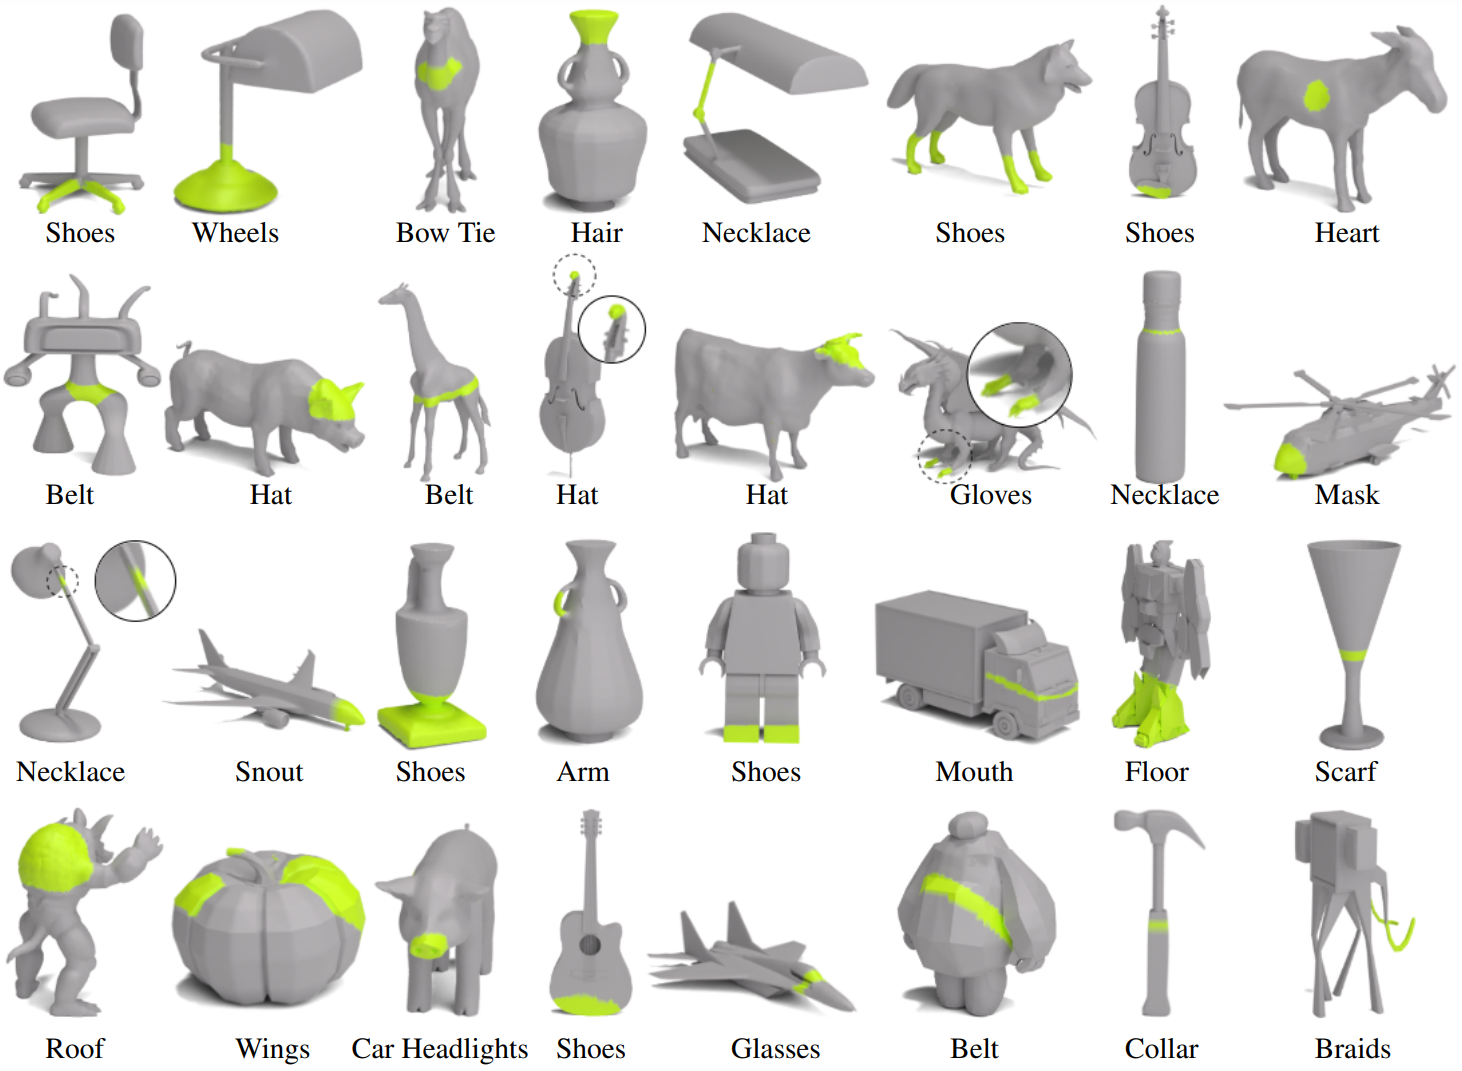 Shoes Wheels Bow Tie Hair Necklace Shoes Shoes Heart
Belt Hat Belt Hat Hat Gloves Necklace Mask
Necklace Snout Shoes Arm Shoes Mouth Floor Scarf
Roof Wings Car Headlights Shoes Glasses Belt Collar Braids